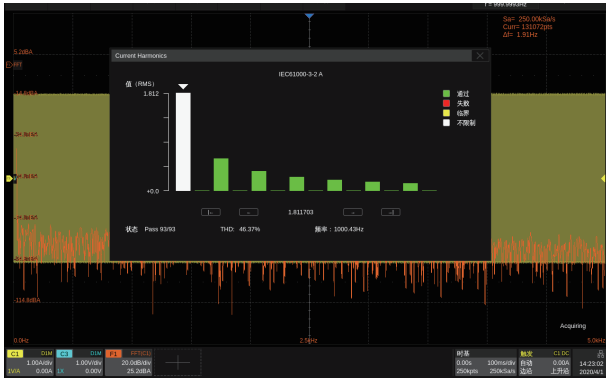 f = 999.9993Hz
Sa= 250.00kSa/s
Curr= 131072pts
Δf= 1.91Hz
5.2dBA
Current Harmonics
IEC61000-3-2 A
值（RMS）
1.812
+0.0
通过
失败
临界
不限制
1.811703
状态 Pass 93/93 THD: 46.37% 频率：1000.43Hz
-114.8dBA
Acquiring
0.0Hz 2.5kHz 5.0kHz
C1 D1M C3 D1M F1 FFT(C1)
1.00A/div 1.00V/div 20.0dB/div
1V/A 0.00A 1X 0.00V 25.2dBA
时基 触发 C1 DC
0.00s 100ms/div 自动 0.00A
250kpts 250kSa/s 边沿 上升沿
14:23:02
2020/4/1